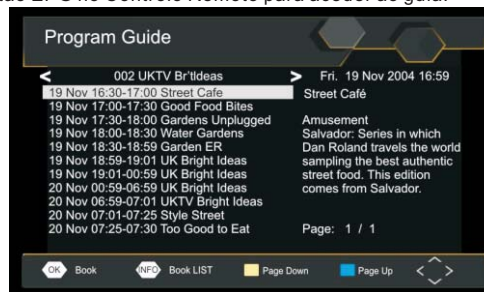 Program Guide
< 002 UKTV Br'tIdeas > Fri. 19 Nov 2004 16:59
19 Nov 16:30-17:00 Street Café
19 Nov 17:00-17:30 Good Food Bites
19 Nov 17:30-18:00 Gardens Unplugged
19 Nov 18:00-18:30 Water Gardens
19 Nov 18:30-18:59 Garden ER
19 Nov 18:59-19:01 UK Bright Ideas
19 Nov 19:01-00:59 UK Bright Ideas
20 Nov 00:59-06:59 UK Bright Ideas
20 Nov 06:59-07:01 UKTV Bright Ideas
20 Nov 07:01-07:25 Style Street
20 Nov 07:25-07:30 Too Good to Eat
Street Café
Amusement
Salvador: Series in which
Dan Roland travels the world
sampling the best authentic
street food. This edition
comes from Salvador.
Page: 1 / 1
OK Book INFO Book LIST Page Down Page Up